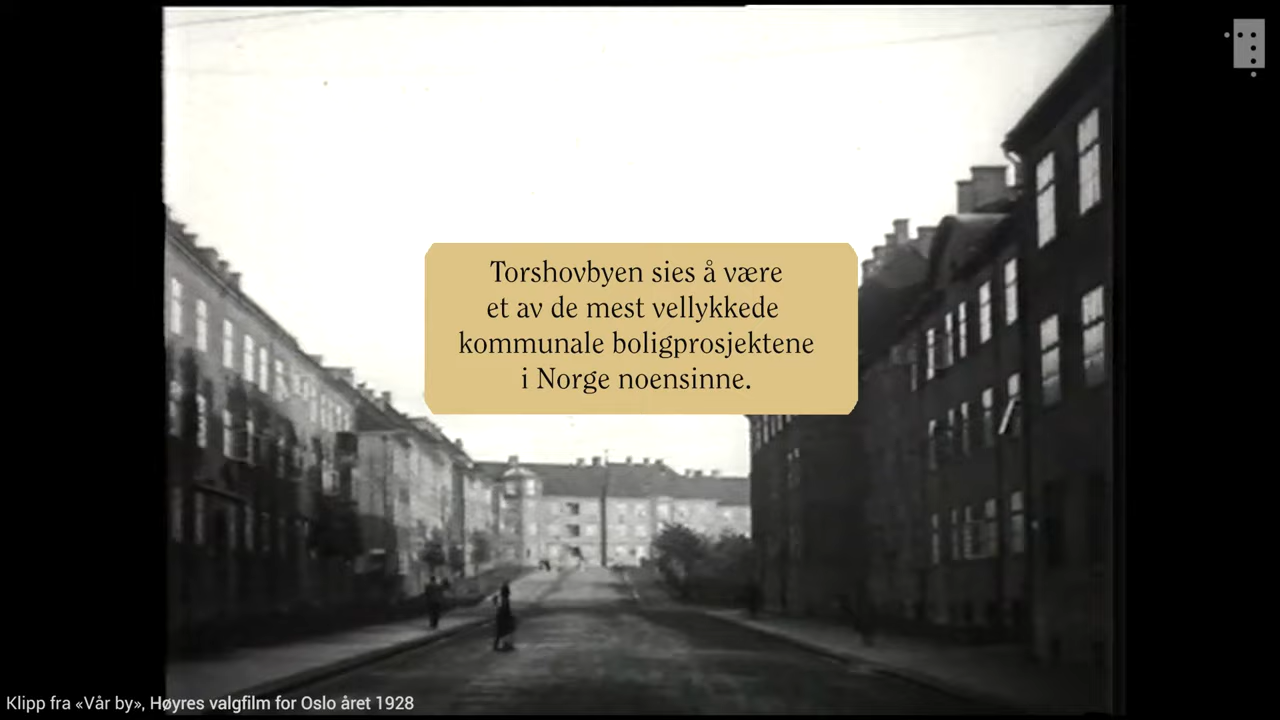 Torshovbyen sies å være
et av de mest vellykkede
kommunale boligprosjektene
i Norge noensinne.
Klipp fra «Vår by», Høyres valgfilm for Oslo året 1928